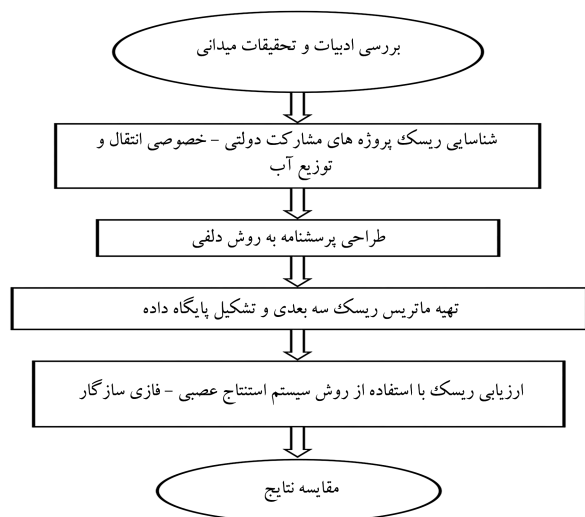 بررسی ادبیات و تحقیقات میدانی
شناسایی ریسک پروژه های مشارکت دولتی – خصوصی انتقال و
توزیع آب
طراحی پرسشنامه به روش دلفی
تهیه ماتریس ریسک سه بعدی و تشکیل پایگاه داده
ارزیابی ریسک با استفاده از روش سیستم استنتاج عصبی – فازی سازگار
مقایسه نتایج